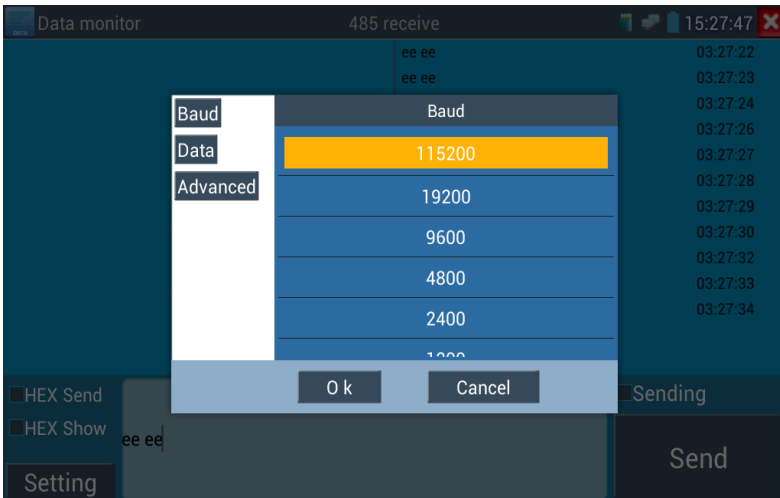 Data monitor
485 receive
15:27:47
ee ee
03:27:22
ee ee
03:27:23
03:27:24
03:27:26
03:27:27
03:27:28
03:27:29
03:27:30
03:27:32
03:27:33
03:27:34
Baud
Data
Advanced
Baud
115200
19200
9600
4800
2400
1200
O k
Cancel
HEX Send
HEX Show
Setting
ee ee
Sending
Send